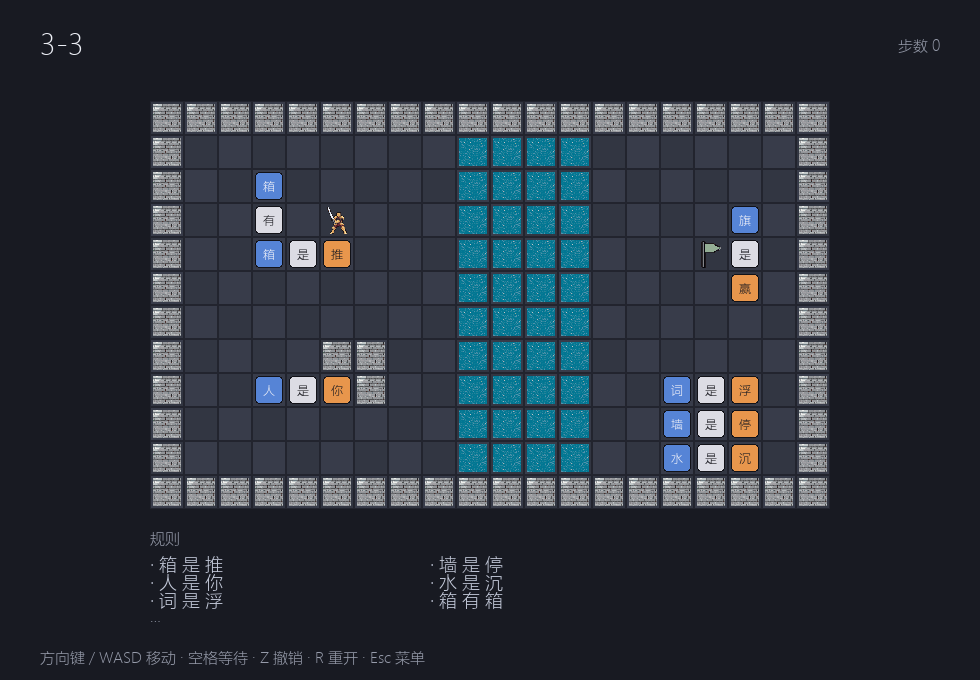 3-3
步数 0
箱
有
旗
箱 是 推
是
赢
人 是 你
词 是 浮
墙 是 停
水 是 沉
规则
· 箱 是 推
· 墙 是 停
· 人 是 你
· 水 是 沉
· 词 是 浮
· 箱 有 箱
...
方向键 / WASD 移动 · 空格等待 · Z 撤销 · R 重开 · Esc 菜单